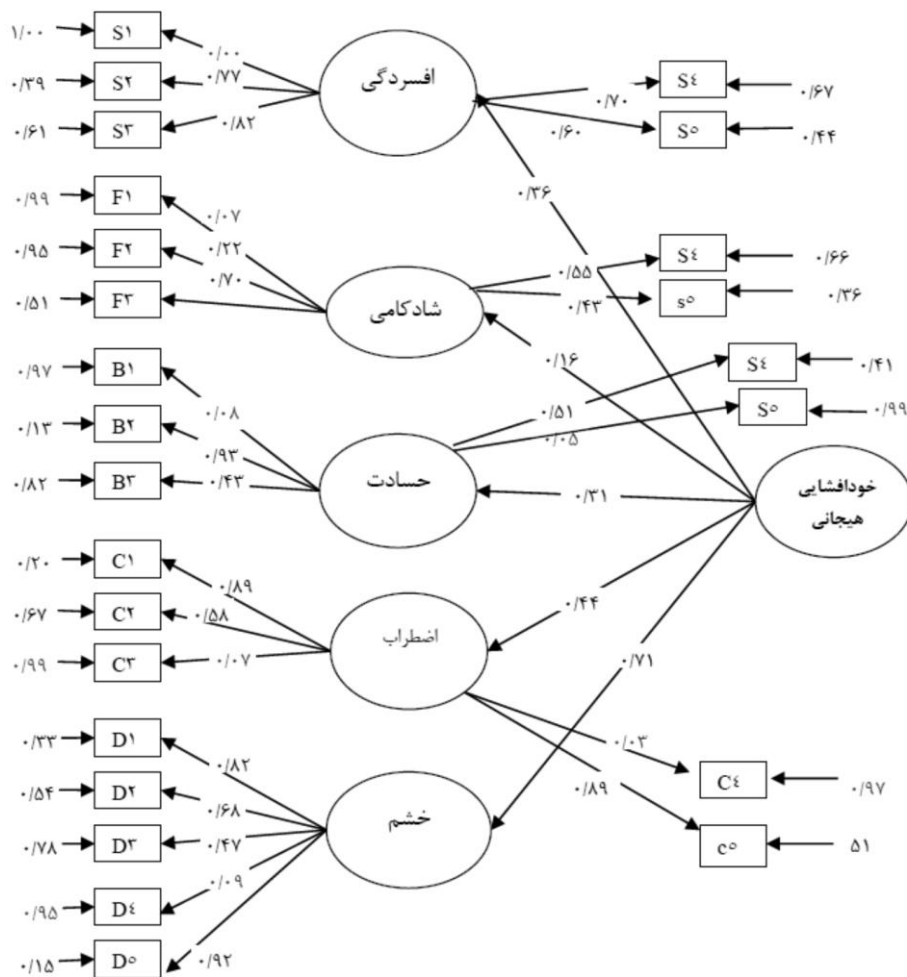 ۱/۰۰
S۱
۰/۰۰
۰/۳۹
S۲
۰/۷۷
۰/۶۱
S۳
۰/۸۲
افسردگی
۰/۷۰
S٤
۰/۶۷
۰/۶۰
S٥
۰/۴۴
۰/۳۶
۰/۹۹
F۱
۰/۰۷
۰/۹۵
F۲
۰/۲۲
۰/۵۱
F۳
۰/۷۰
شادکامی
۰/۵۵
S٤
۰/۶۶
۰/۴۳
s٥
۰/۳۶
۰/۱۶
۰/۹۷
B۱
۰/۰۸
۰/۱۳
B۲
۰/۹۳
۰/۸۲
B۳
۰/۴۳
حسادت
۰/۵۱
S٤
۰/۴۱
۰/۰۵
S٥
۰/۹۹
۰/۳۱
خودافشایی
هیجانی
۰/۲۰
C۱
۰/۸۹
۰/۶۷
C۲
۰/۵۸
۰/۹۹
C۳
۰/۰۷
اضطراب
۰/۴۴
۰/۷۱
۰/۰۳
C٤
۰/۹۷
۰/۸۹
c٥
۵۱
۰/۳۳
D۱
۰/۸۲
۰/۵۴
D۲
۰/۶۸
۰/۷۸
D۳
۰/۴۷
۰/۹۵
D٤
۰/۰۹
۰/۱۵
D٥
۰/۹۲
خشم